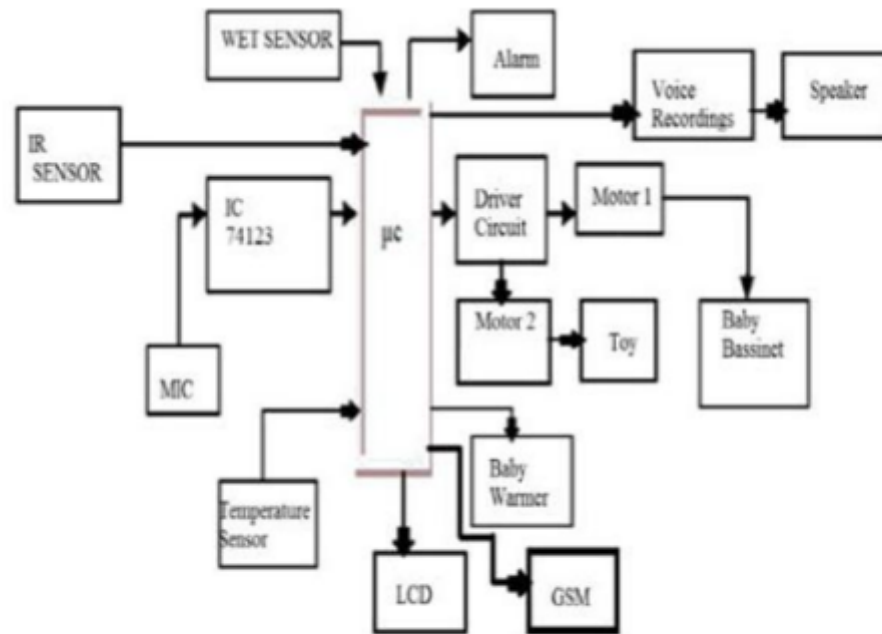 WET SENSOR
Alarm
Voice
Recordings
Speaker
IR
SENSOR
IC
74123
μc
Driver
Circuit
Motor 1
Motor 2
Toy
Baby
Bassinet
MIC
Temperature
Sensor
Baby
Warmer
LCD
GSM